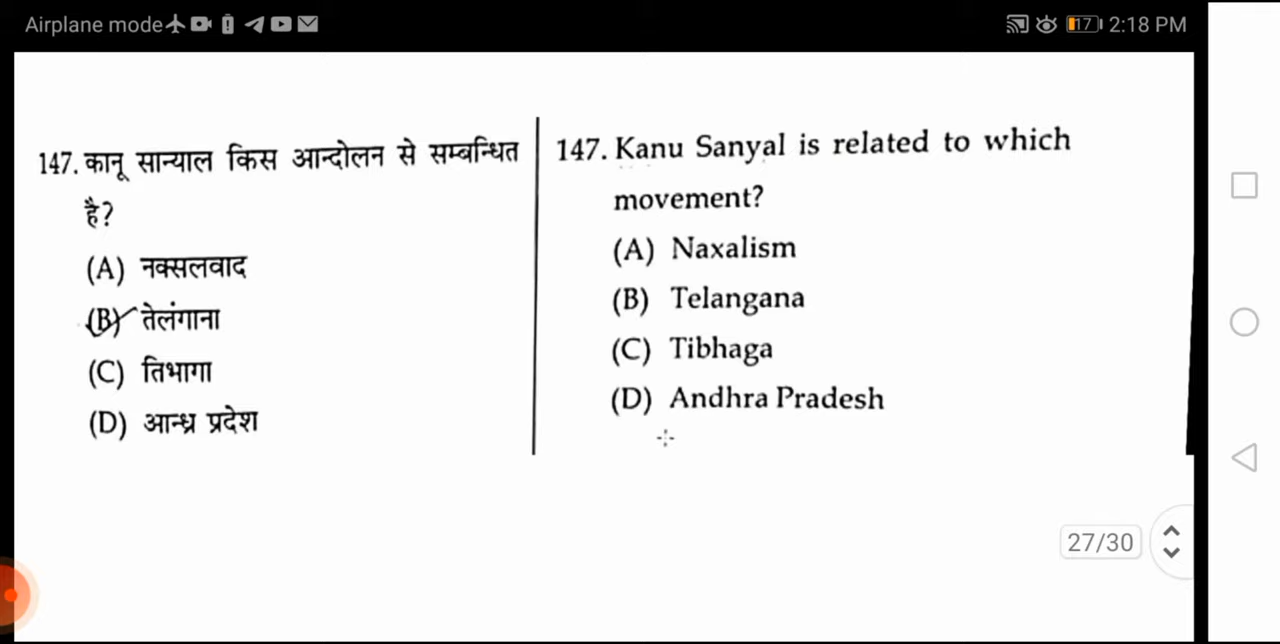 Airplane mode
17 2:18 PM
147. कानू सान्याल किस आन्दोलन से सम्बन्धित
है?
(A) नक्सलवाद
(B) तेलंगाना
(C) तिभागा
(D) आन्ध्र प्रदेश
147. Kanu Sanyal is related to which
movement?
(A) Naxalism
(B) Telangana
(C) Tibhaga
(D) Andhra Pradesh
27/30